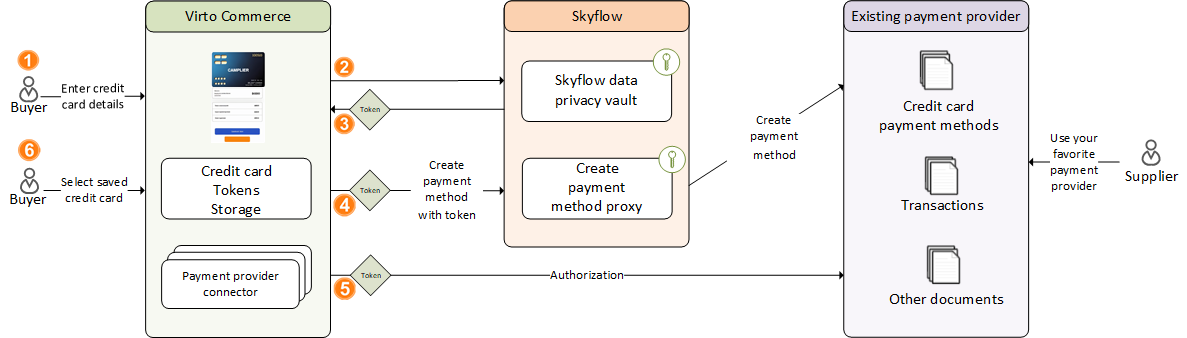 Virto Commerce
Skyflow
Existing payment provider
1
Buyer
Enter credit
card details
CAMPLIER
2
Token
3
Skyflow data
privacy vault
Create
payment
method
Credit card
payment methods
6
Buyer
Select saved
credit card
Credit card
Tokens
Storage
Token
4
Create
payment
method
with token
Create
payment
method proxy
Transactions
Use your
favorite
payment
provider
Supplier
Payment provider
connector
Token
5
Authorization
Other documents